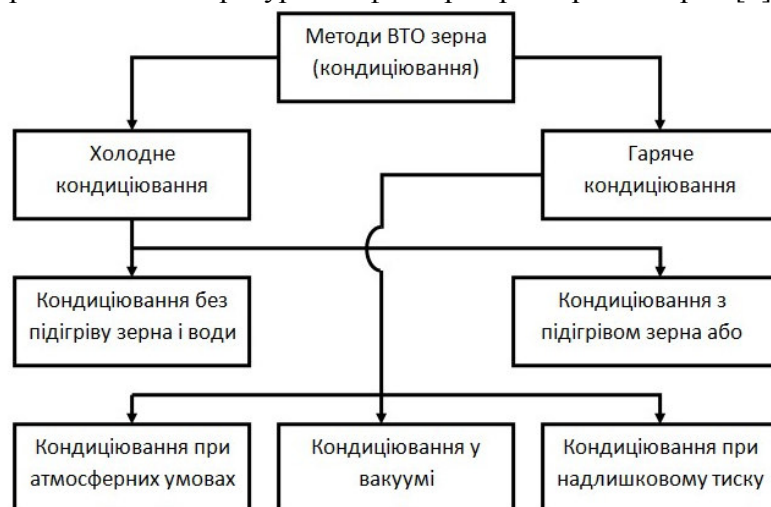 Методи ВТО зерна
(кондиціювання)
Холодне
кондиціювання
Гаряче
кондиціювання
Кондиціювання без
підігріву зерна і води
Кондиціювання з
підігрівом зерна або
Кондиціювання при
атмосферних умовах
Кондиціювання у
вакуумі
Кондиціювання при
надлишковому тиску